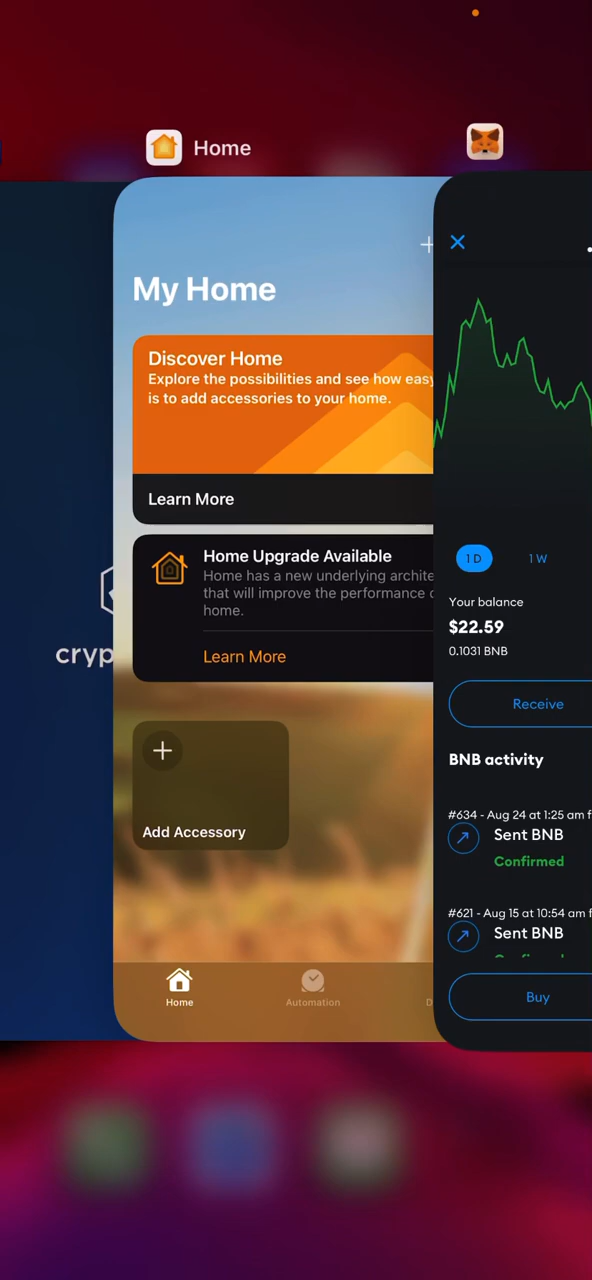 Home
My Home
Discover Home
Explore the possibilities and see how easy
is to add accessories to your home.
Learn More
Home Upgrade Available
Home has a new underlying archite
that will improve the performance
home.
Learn More
Add Accessory
Home
Automation
D
cryp
1 D
1 W
Your balance
$22.59
0.1031 BNB
Receive
BNB activity
#634 - Aug 24 at 1:25 am f
Sent BNB
Confirmed
#621 - Aug 15 at 10:54 am f
Sent BNB
Buy